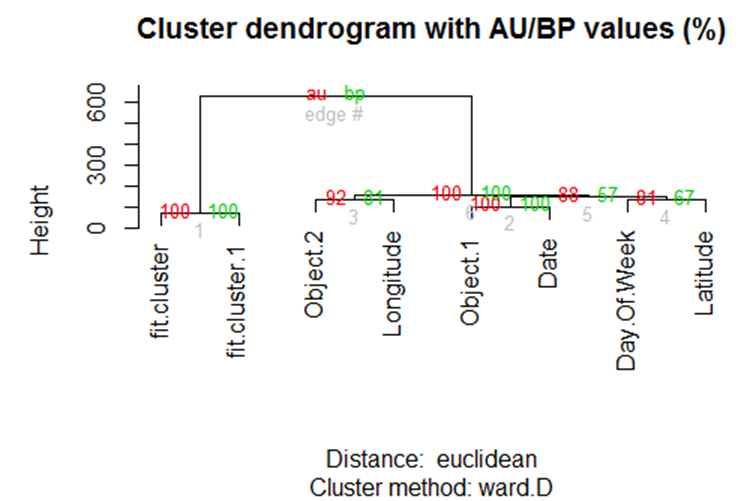 Cluster dendrogram with AU/BP values (%)
au bp
edge #
600
300
0
Height
100 100
1
92 81
3
100 100
6
100 100
2
88 57
5
81 67
4
fit.cluster
fit.cluster.1
Object.2
Longitude
Object.1
Date
Day.Of.Week
Latitude
Distance: euclidean
Cluster method: ward.D